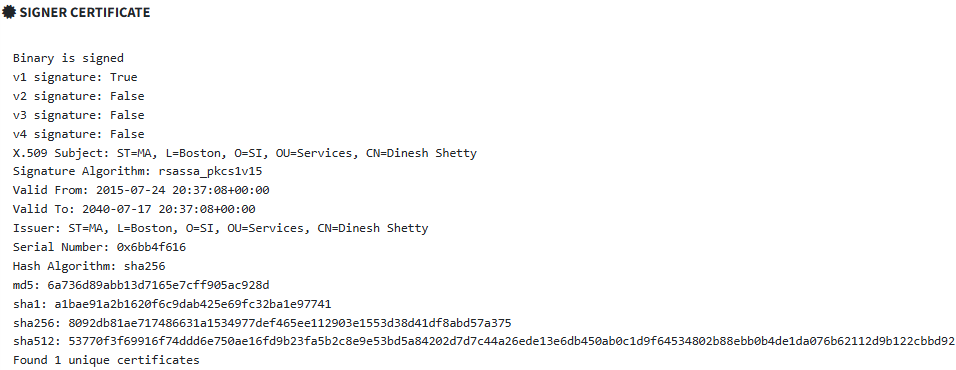 SIGNER CERTIFICATE
Binary is signed
v1 signature: True
v2 signature: False
v3 signature: False
v4 signature: False
X.509 Subject: ST=MA, L=Boston, O=SI, OU=Services, CN=Dinesh Shetty
Signature Algorithm: rsassa_pkcs1v15
Valid From: 2015-07-24 20:37:08+00:00
Valid To: 2040-07-17 20:37:08+00:00
Issuer: ST=MA, L=Boston, O=SI, OU=Services, CN=Dinesh Shetty
Serial Number: 0x6bb4f616
Hash Algorithm: sha256
md5: 6a736d89abb13d7165e7cff905ac928d
sha1: a1bae91a2b1620f6c9dab425e69fc32ba1e97741
sha256: 8092db81ae717486631a1534977def465ee112903e1553d38d41df8abd57a375
sha512: 53770f3f69916f74ddd6e750ae16fd9b23fa5b2c8e9e53bd5a84202d7d7c44a26ede13e6db450ab0c1d9f64534802b88ebb0b4de1da076b62112d9b122cbbd92
Found 1 unique certificates